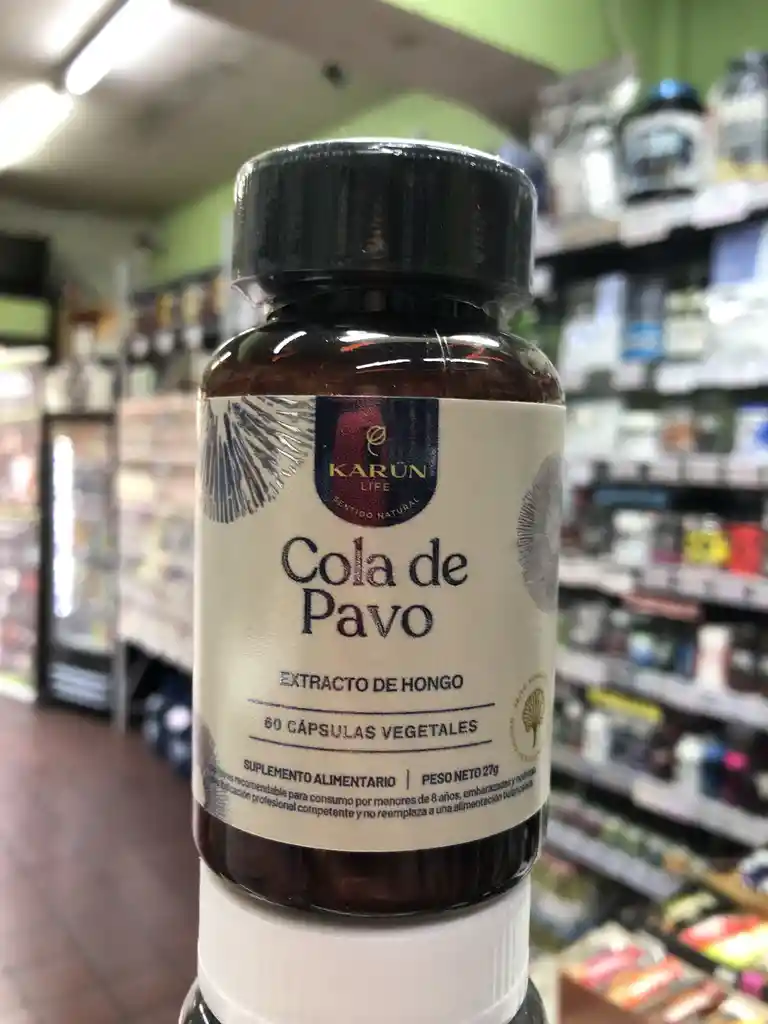 KARÜN
LIFE
SENTIDO NATURAL
Cola de
Pavo
EXTRACTO DE HONGO
60 CÁPSULAS VEGETALES
SUPLEMENTO ALIMENTARIO | PESO NETO 27g
recomendable para consumo por menores de 8 años, embarazadas y
profesional competente y no reemplaza a una alimentación balanceada.